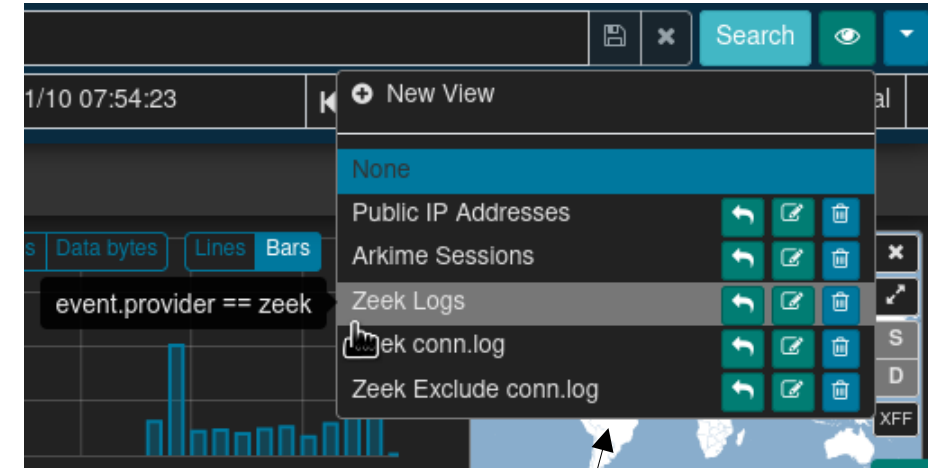 Search
1/10 07:54:23
al
New View
None
Public IP Addresses
s Data bytes Lines Bars
Arkime Sessions
event.provider == zeek
Zeek Logs
S
ek conn.log
D
Zeek Exclude conn.log
XFF